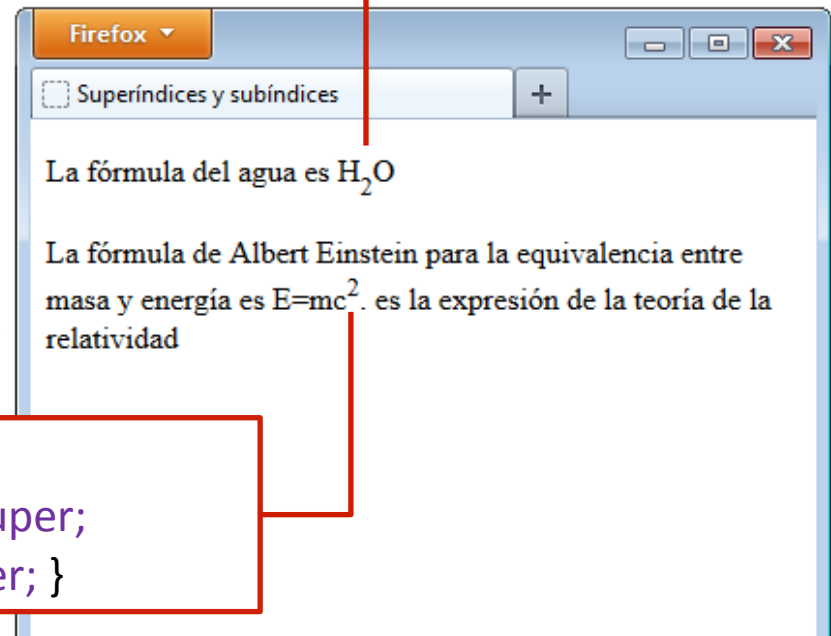 Firefox
Superíndices y subíndices
La fórmula del agua es H₂O
La fórmula de Albert Einstein para la equivalencia entre
masa y energía es E=mc². es la expresión de la teoría de la
relatividad
uper;
er; }